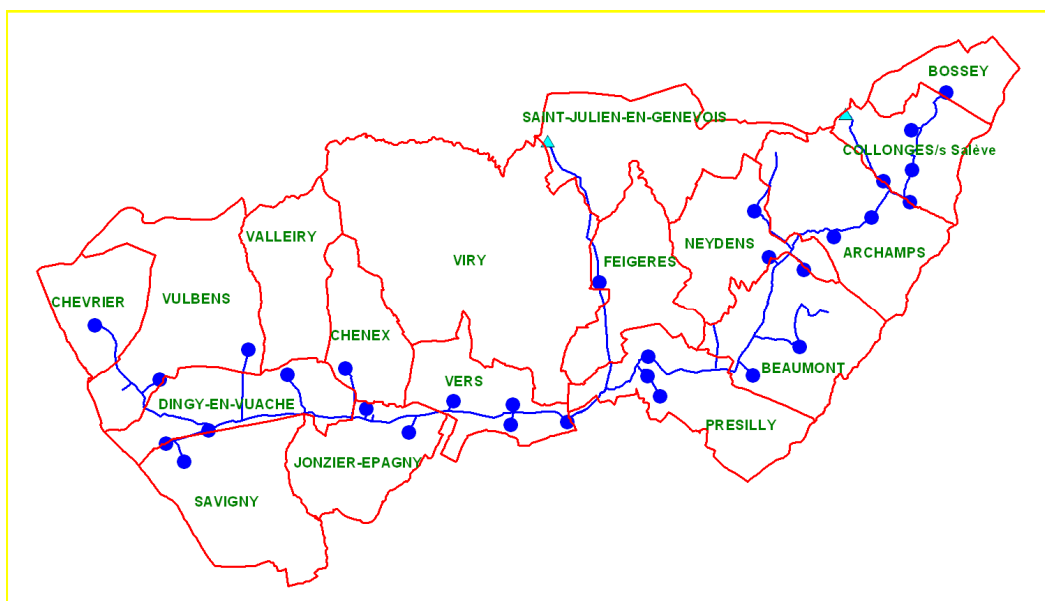 BOSSEY
SAINT-JULIEN-EN-GENEVOIS
COLLONGES/s Salève
VALLEIRY
NEYDENS
ARCHAMPS
VIRY
FEIGERES
CHEVRIER
VULBENS
CHENEX
BEAUMONT
VERS
DINGY-EN-VUACHE
PRESILLY
JONZIER-EPAGNY
SAVIGNY